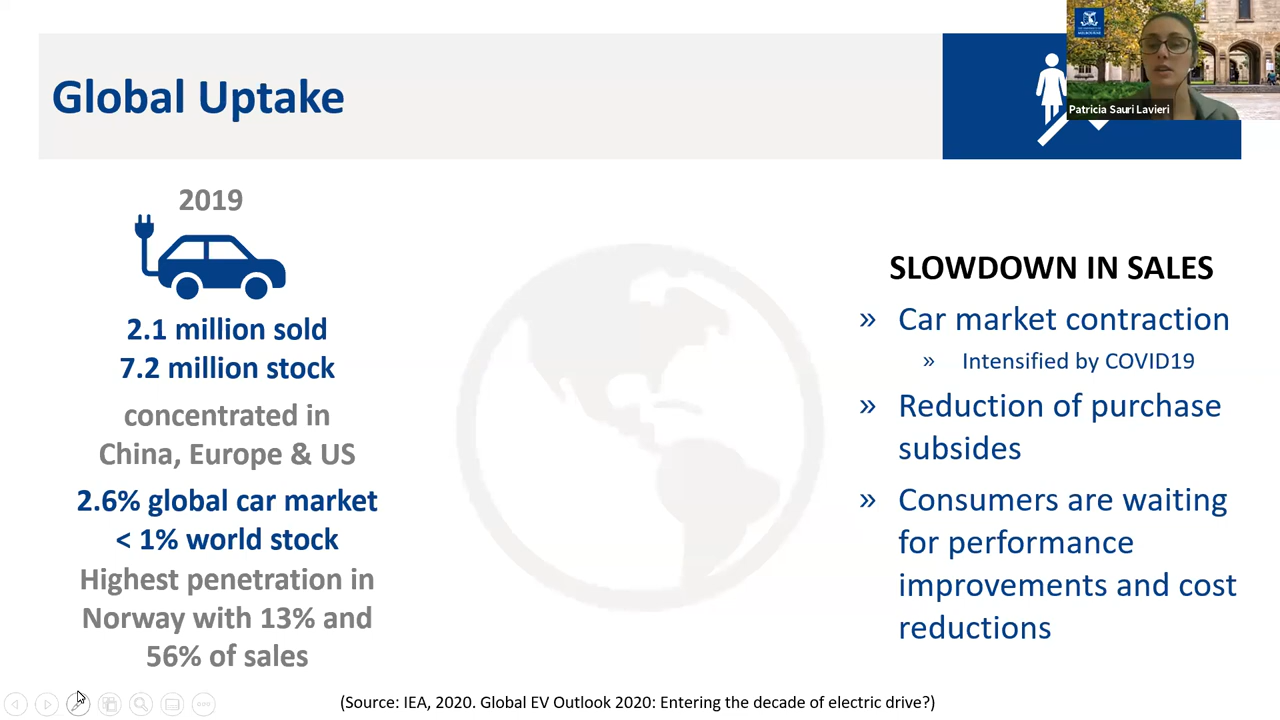 Global Uptake
MELBOURNE
Patricia Sauri Lavieri
2019
2.1 million sold
7.2 million stock
concentrated in
China, Europe & US
2.6% global car market
< 1% world stock
Highest penetration in
Norway with 13% and
56% of sales
SLOWDOWN IN SALES
» Car market contraction
» Intensified by COVID19
» Reduction of purchase
subsides
» Consumers are waiting
for performance
improvements and cost
reductions
(Source: IEA, 2020. Global EV Outlook 2020: Entering the decade of electric drive?)